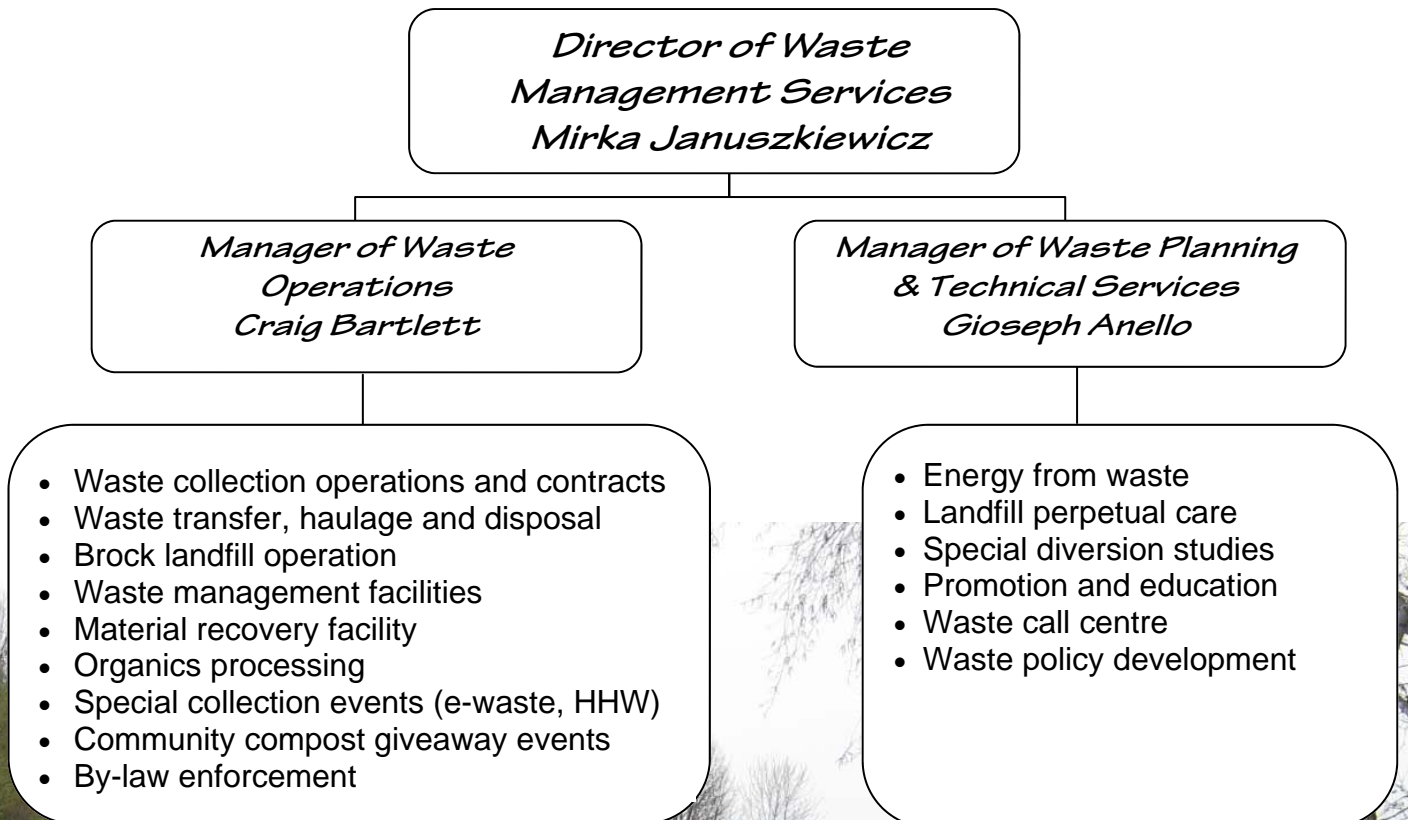 Director of Waste
Management Services
Mirka Januszkiewicz
Manager of Waste
Operations
Craig Bartlett
Manager of Waste Planning
& Technical Services
Gioseph Anello
• Waste collection operations and contracts
• Waste transfer, haulage and disposal
• Brock landfill operation
• Waste management facilities
• Material recovery facility
• Organics processing
• Special collection events (e-waste, HHW)
• Community compost giveaway events
• By-law enforcement
• Energy from waste
• Landfill perpetual care
• Special diversion studies
• Promotion and education
• Waste call centre
• Waste policy development